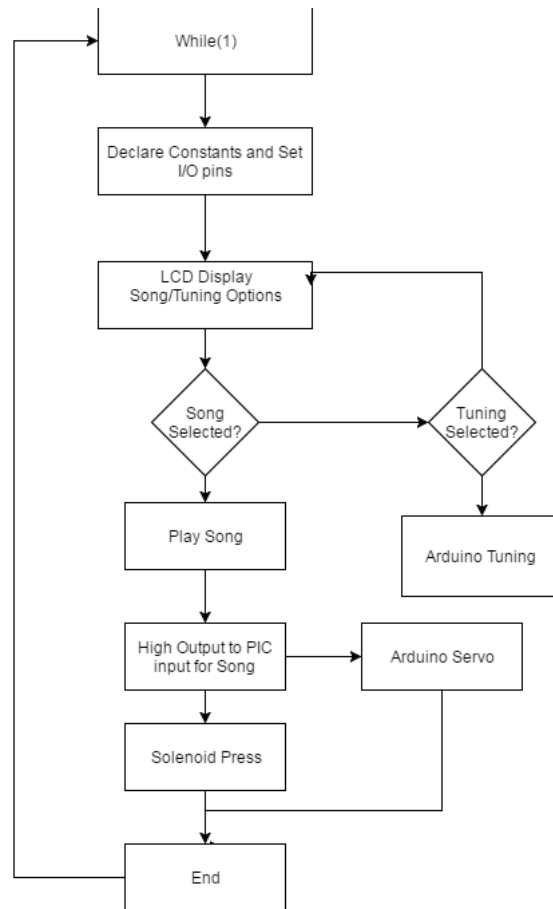 While(1)
Declare Constants and Set
I/O pins
LCD Display
Song/Tuning Options
Song
Selected?
Tuning
Selected?
Play Song
Arduino Tuning
High Output to PIC
input for Song
Arduino Servo
Solenoid Press
End